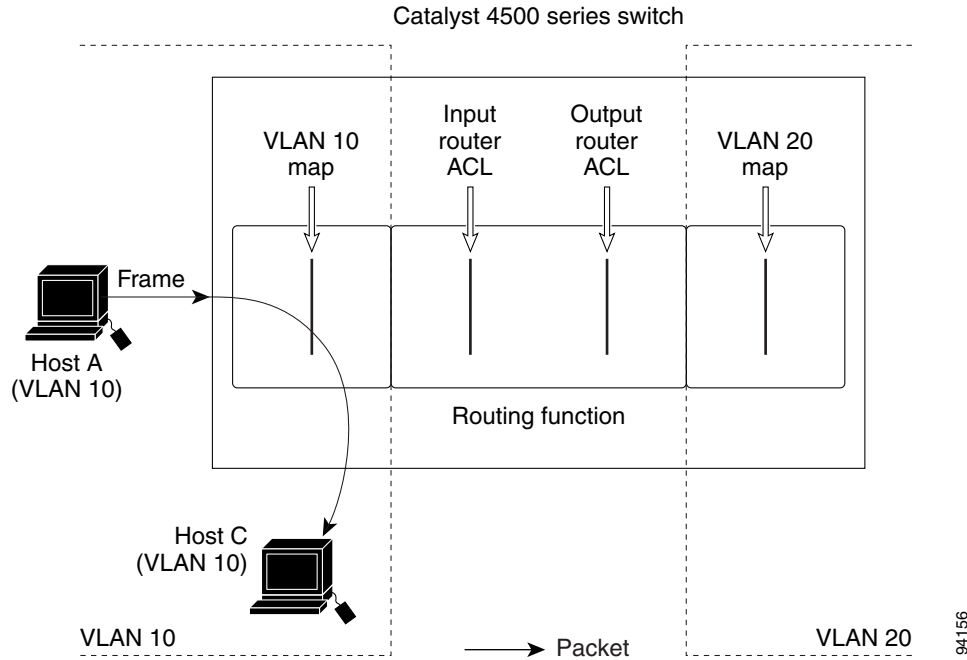 Catalyst 4500 series switch
VLAN 10
map
Input
router
ACL
Output
router
ACL
VLAN 20
map
Frame
Host A
(VLAN 10)
Routing function
Host C
(VLAN 10)
VLAN 10
Packet
VLAN 20
94156